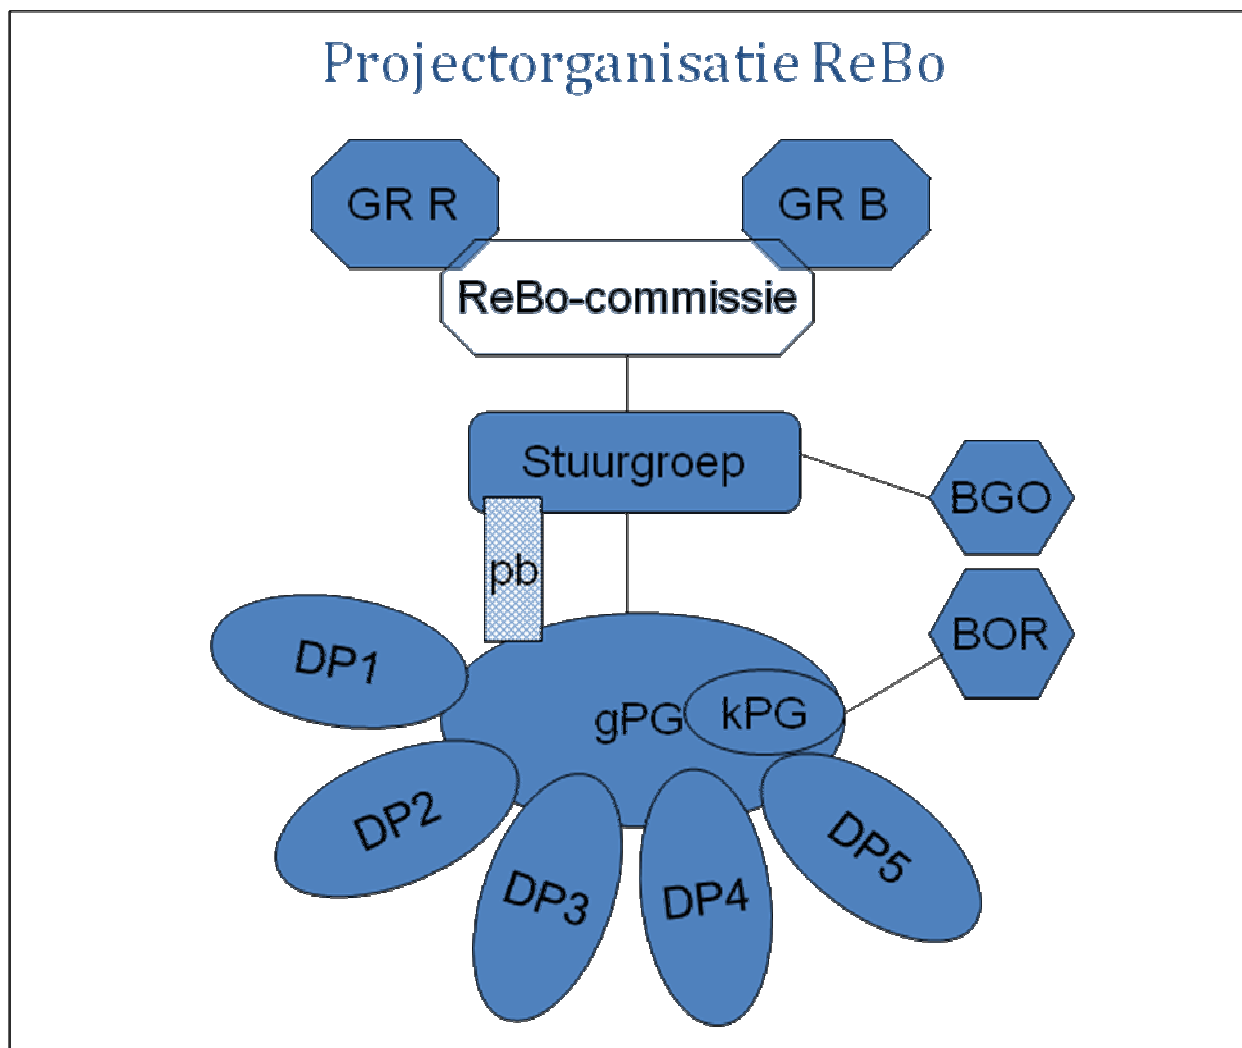 Projectorganisatie ReBo
GR R
GR B
ReBo-commissie
Stuurgroep
BGO
pb
BOR
DP1
gPG
kPG
DP2
DP3
DP4
DP5